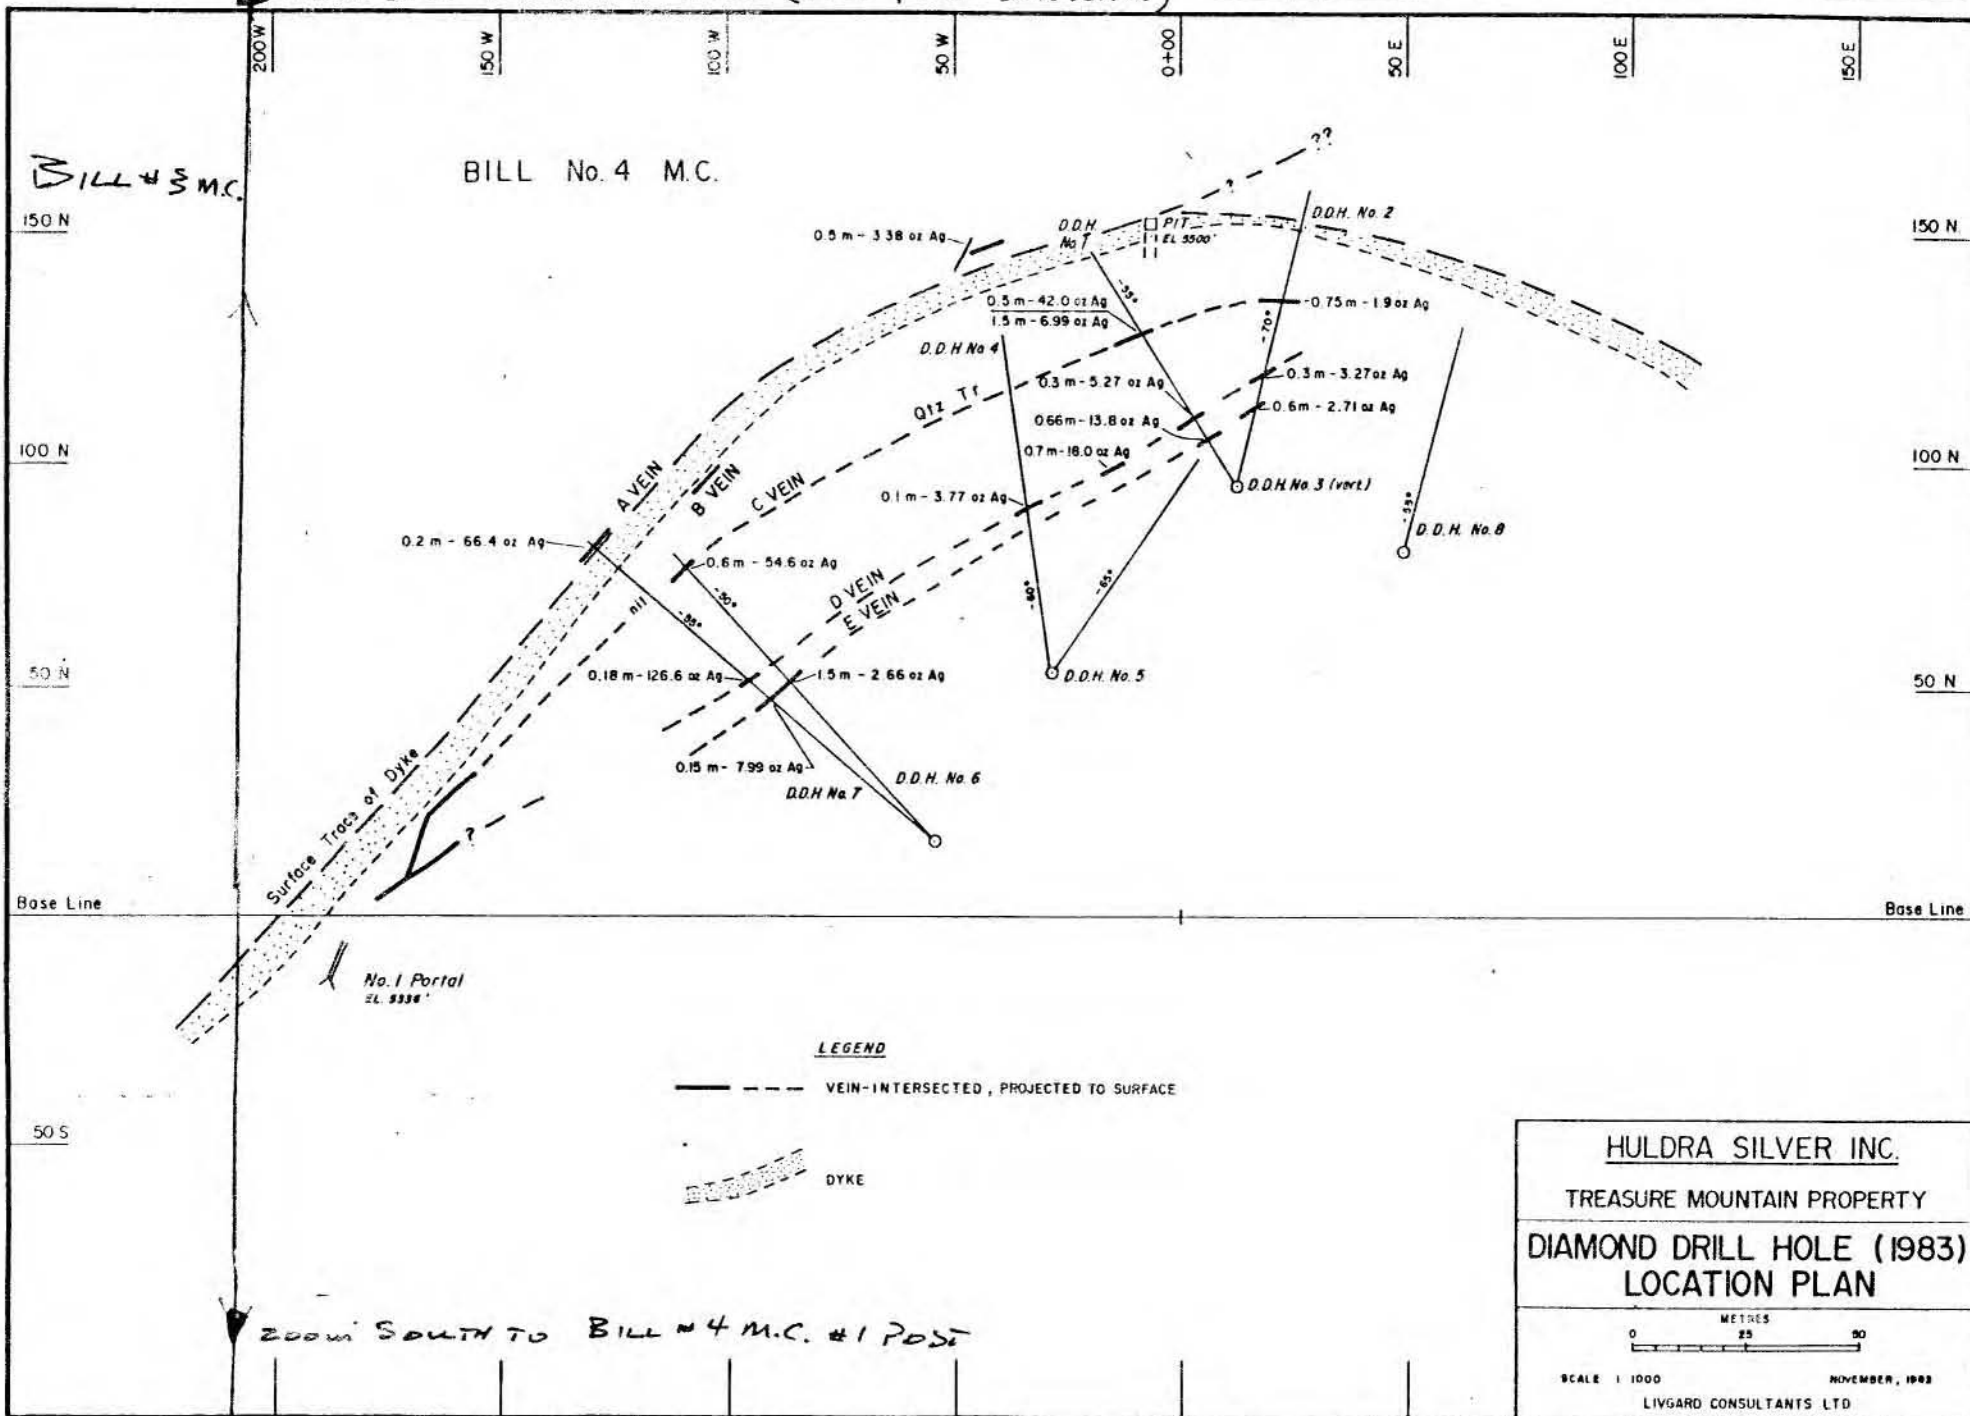 200 W
150 W
100 W
50 W
0+00
50 E
100 E
150 E
BILL # M.C.
BILL No. 4 M.C.
150 N
150 N
??
?
D.D.H. No. 1
PIT
EL 5500'
D.D.H. No. 2
0.5 m - 3.38 oz Ag
-55°
0.5 m - 42.0 oz Ag
1.5 m - 6.99 oz Ag
-0.75m - 1.9 oz Ag
-70°
D.D.H No 4
0.3 m - 5.27 oz Ag
0.3 m - 3.27 oz Ag
Qtz Tr
0.66 m - 13.8 oz Ag
0.6 m - 2.71 oz Ag
0.7 m - 18.0 oz Ag
100 N
100 N
A VEIN
B VEIN
C VEIN
0.1 m - 3.77 oz Ag
D.D.H. No. 3 (vert)
-55°
D.D.H. No. 8
0.2 m - 66.4 oz Ag
0.6 m - 54.6 oz Ag
-50°
D VEIN
E VEIN
-60°
-65°
nil
-55°
50 N
0.18 m - 126.6 oz Ag
1.5 m - 2.66 oz Ag
D.D.H. No. 5
50 N
0.15 m - 7.99 oz Ag
D.D.H. No. 6
D.D.H No. 7
Surface Trace of Dyke
?
Base Line
Base Line
No. 1 Portal
LEGEND
VEIN-INTERSECTED, PROJECTED TO SURFACE
50 S
DYKE
HULDRA SILVER INC.
TREASURE MOUNTAIN PROPERTY
DIAMOND DRILL HOLE (1983)
LOCATION PLAN
METRES
0 25 50
SCALE 1 1000 NOVEMBER, 1983
LIVGARD CONSULTANTS LTD
200m SOUTH TO BILL #4 M.C. #1 POST